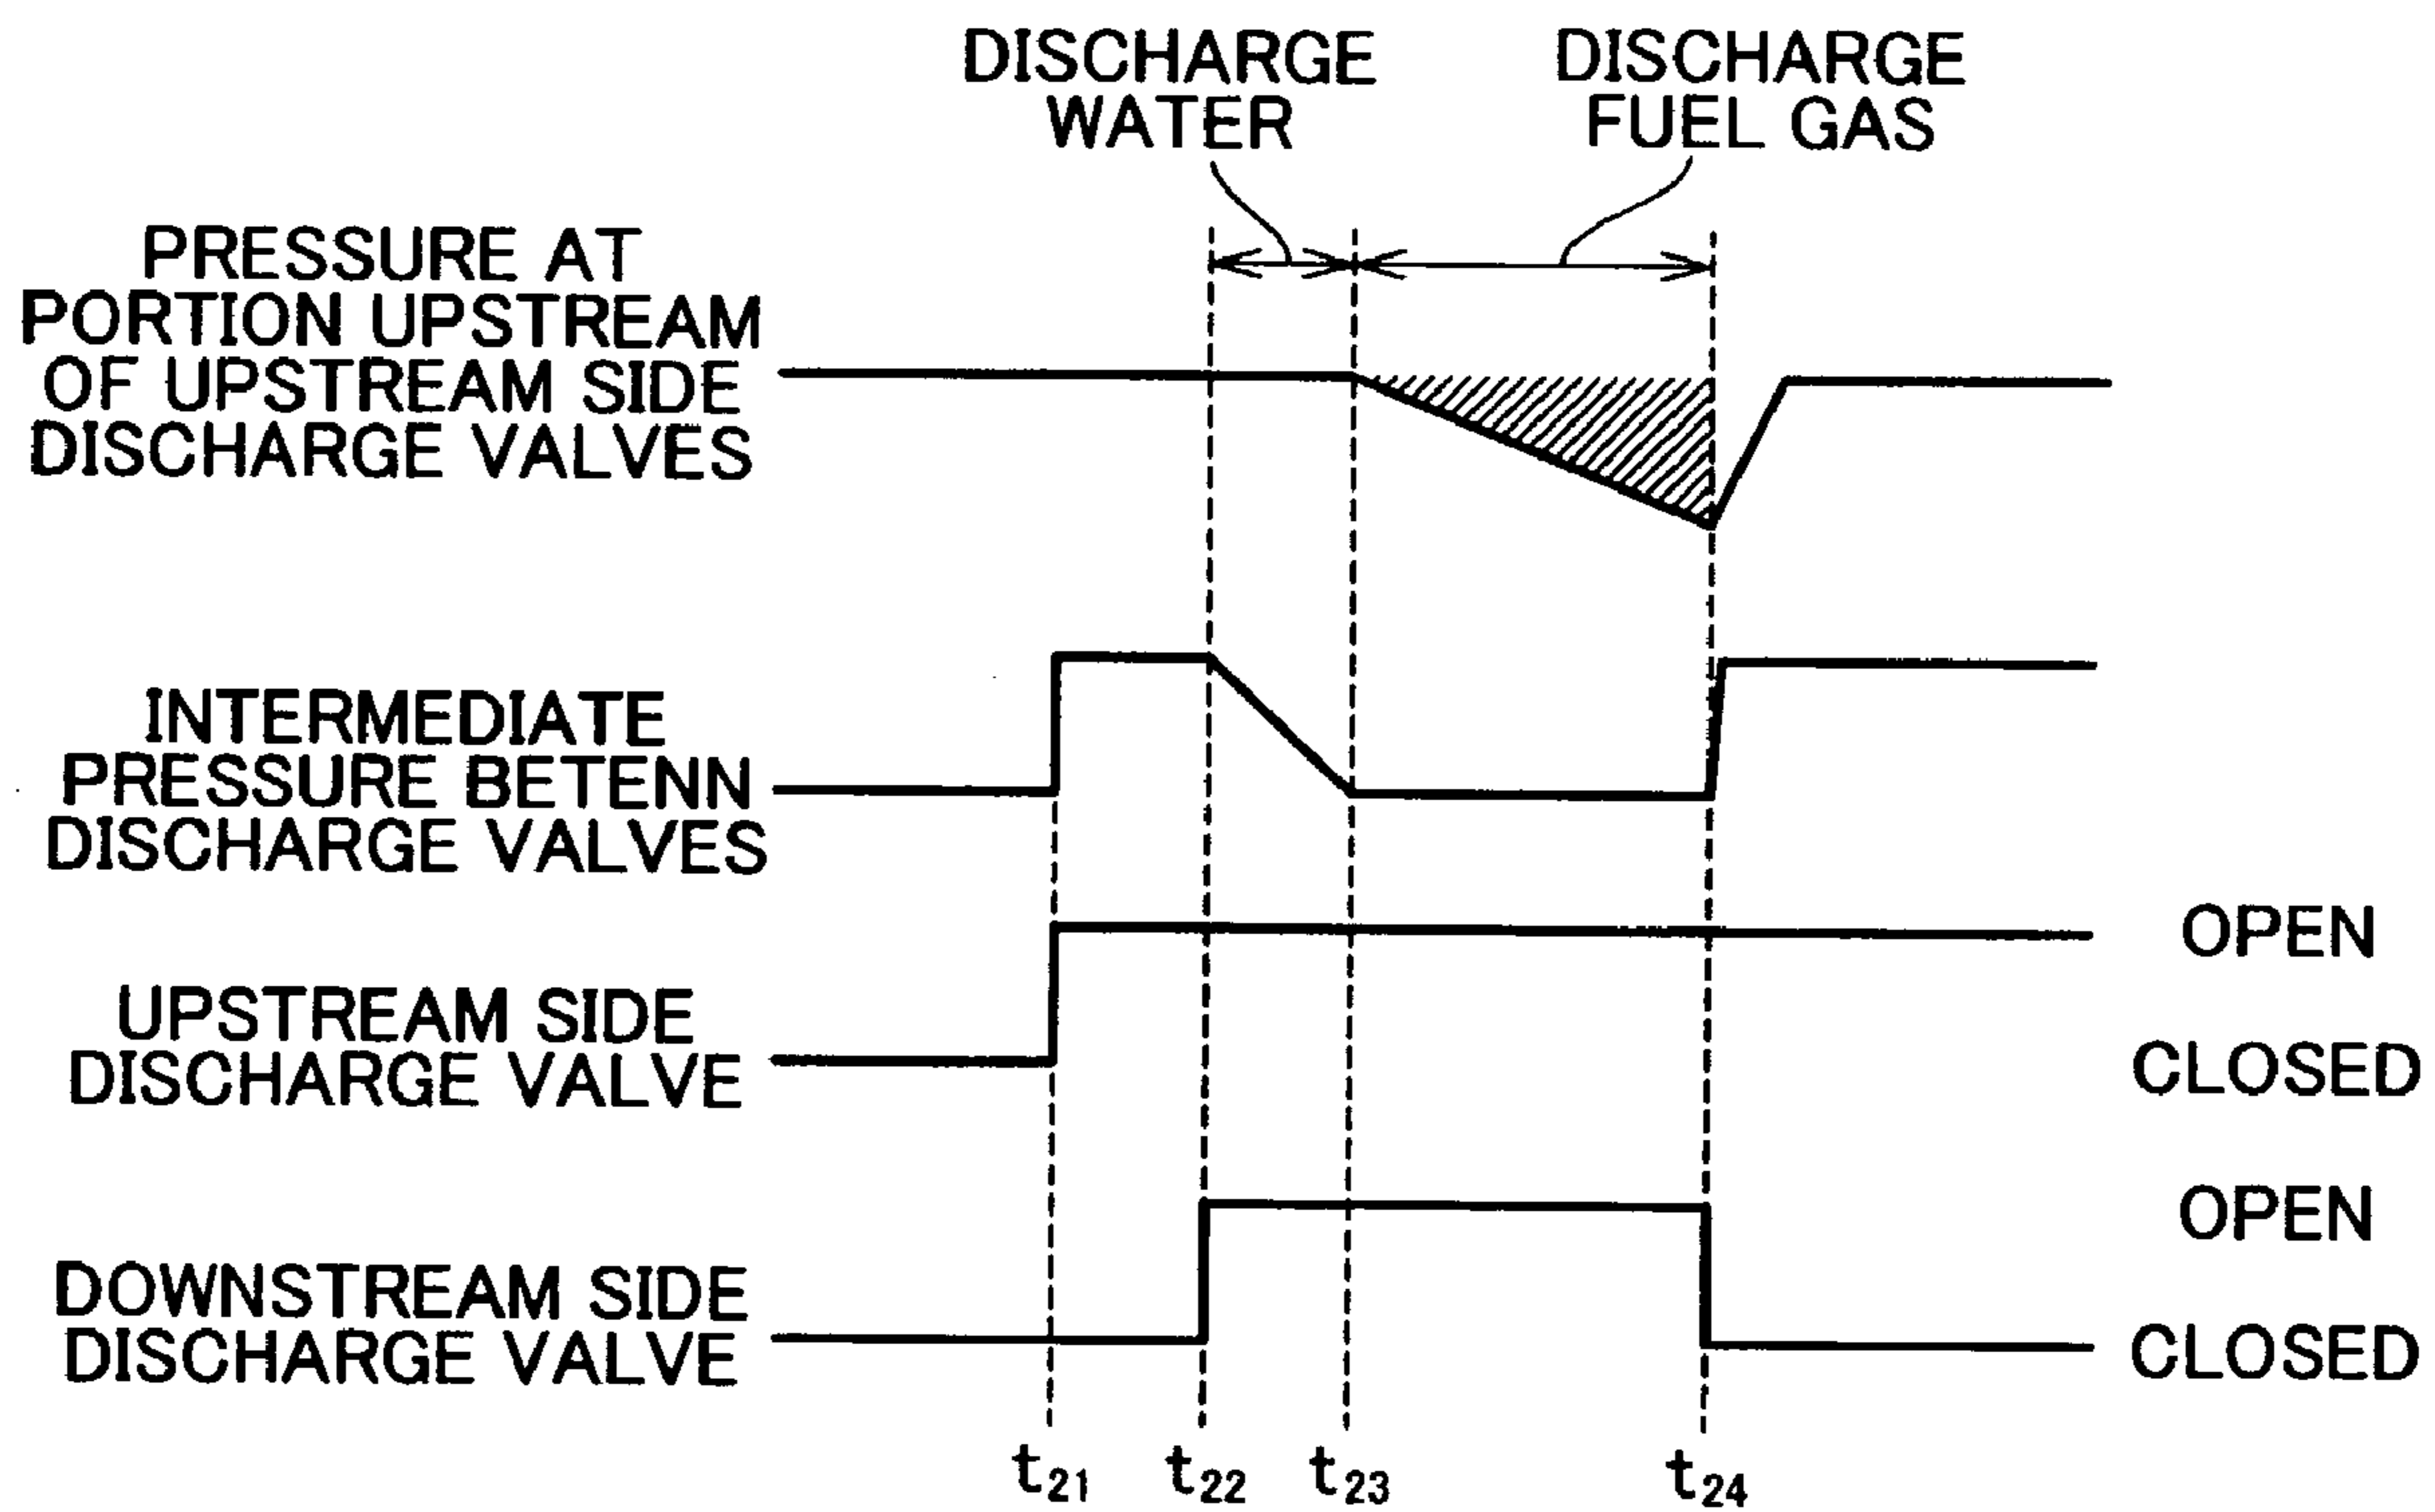 DISCHARGE
WATER
DISCHARGE
FUEL GAS
PRESSURE AT
PORTION UPSTREAM
OF UPSTREAM SIDE
DISCHARGE VALVES
INTERMEDIATE
PRESSURE BETENN
DISCHARGE VALVES
OPEN
UPSTREAM SIDE
DISCHARGE VALVE
CLOSED
OPEN
DOWNSTREAM SIDE
DISCHARGE VALVE
CLOSED
t21 t22 t23 t24